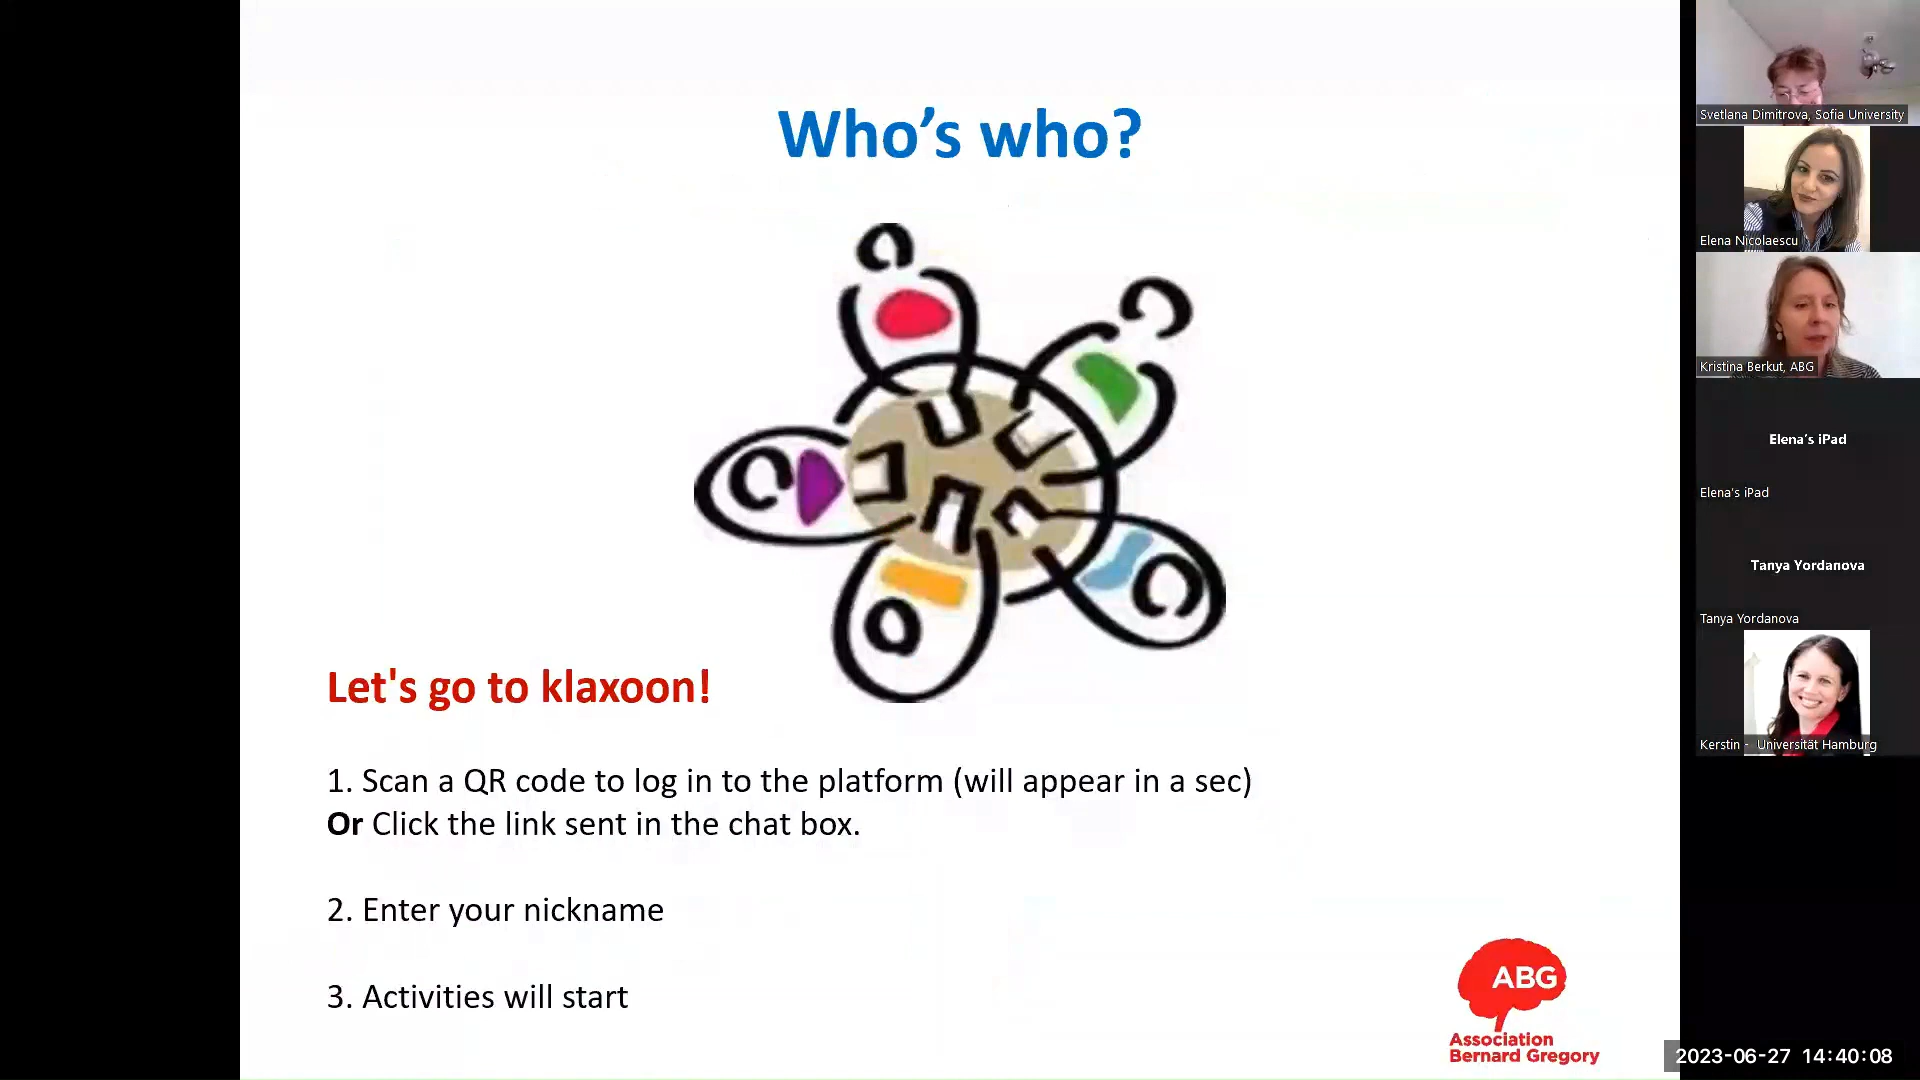 Who's who?
Let's go to klaxoon!
1. Scan a QR code to log in to the platform (will appear in a sec)
Or Click the link sent in the chat box.
2. Enter your nickname
3. Activities will start
ABG
Association
Bernard Gregory
Svetlana Dimitrova, Sofia University
Elena Nicolaescu
Kristina Berkut, ABG
Elena's iPad
Elena's iPad
Tanya Yordanova
Tanya Yordanova
Kerstin - Universität Hamburg
2023-06-27 14:40:08